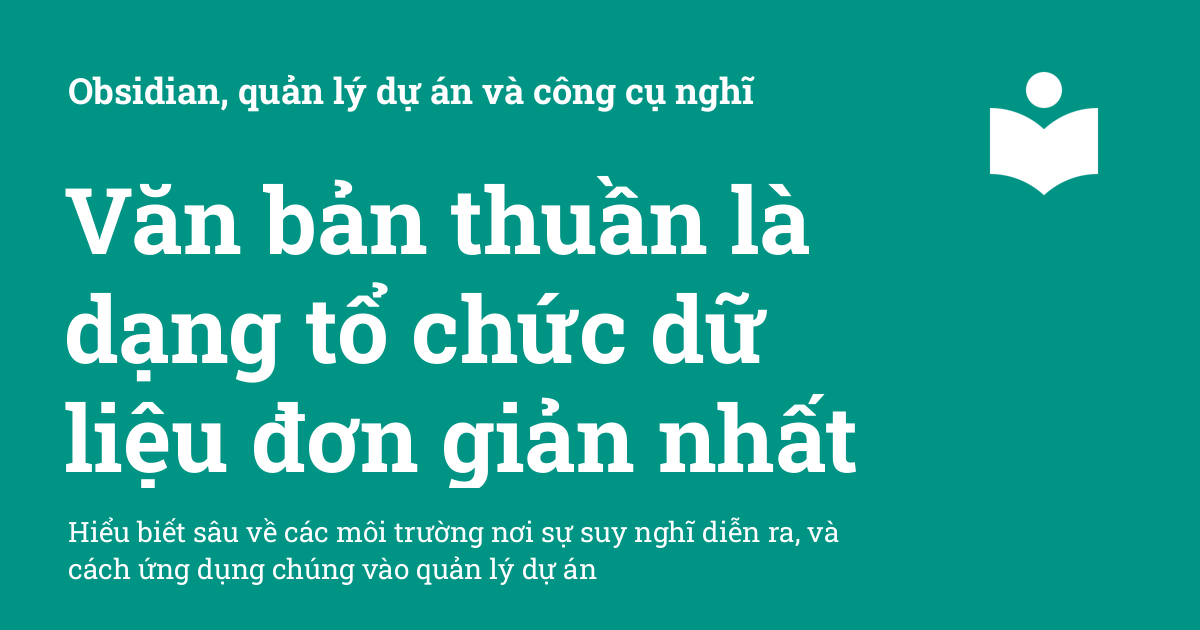 Obsidian, quản lý dự án và công cụ nghĩ
Văn bản thuần là
dạng tổ chức dữ
liệu đơn giản nhất
Hiểu biết sâu về các môi trường nơi sự suy nghĩ diễn ra, và
cách ứng dụng chúng vào quản lý dự án